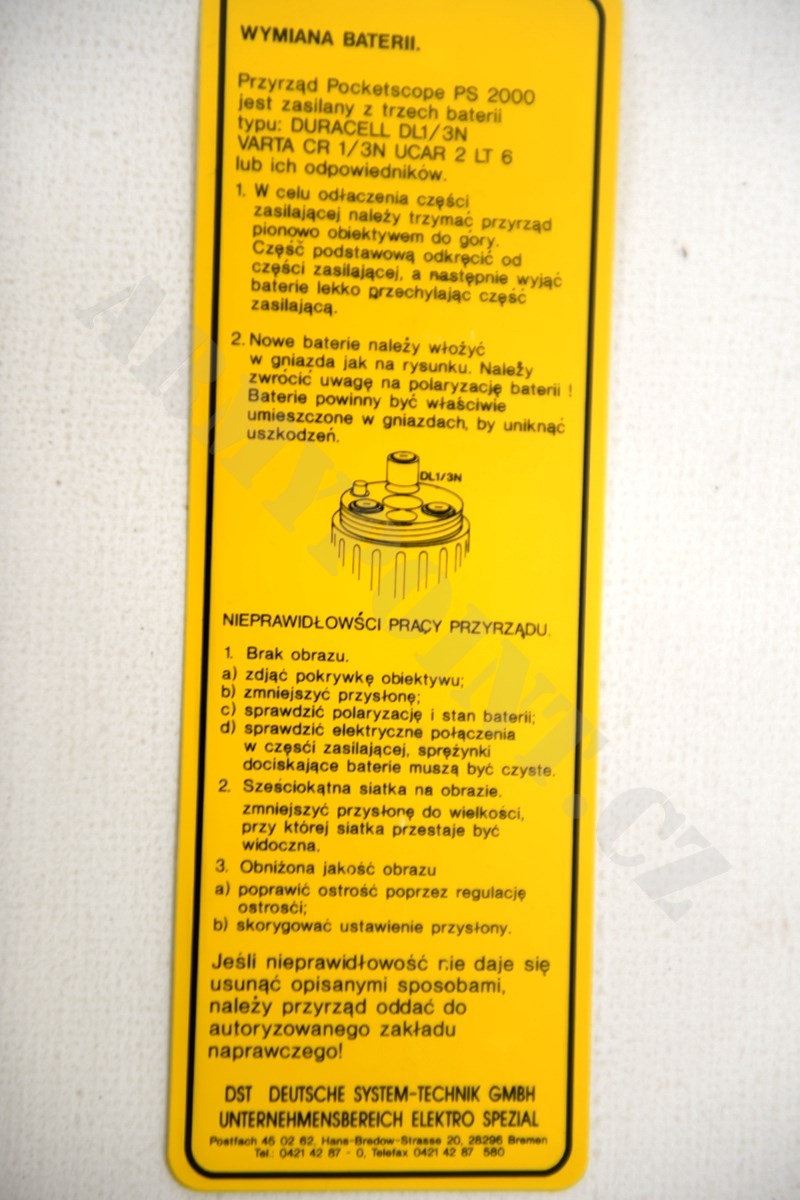 WYMIANA BATERII.
Przyrząd Pocketscope PS 2000
jest zasilany z trzech baterii
typu: DURACELL DL1/3N
VARTA CR 1/3N UCAR 2 LT 6
lub ich odpowiedników.
1. W celu odłaczenia części
zasilającej należy trzymać przyrząd
pionowo obiektywem do góry.
Część podstawową odkręcić od
części zasilającej, a następnie wyjąć
baterie lekko przechylając część
zasilającą.
2. Nowe baterie należy włożyć
w gniazda jak na rysunku. Należy
zwrócić uwagę na polaryzację baterii !
Baterie powinny być właściwie
umieszczone w gniazdach, by uniknąć
uszkodzeń.
DL1/3N
NIEPRAWIDŁOWŚCI PRACY PRZYRZĄDU.
1. Brak obrazu.
a) zdjąć pokrywkę obiektywu;
b) zmniejszyć przysłonę;
c) sprawdzić polaryzację i stan baterii;
d) sprawdzić elektryczne połączenia
w częsći zasilającej, sprężynki
dociskające baterie muszą być czyste.
2. Sześciokątna siatka na obrazie.
zmniejszyć przysłonę do wielkości,
przy której siatka przestaje być
widoczna.
3. Obniżona jakość obrazu
a) poprawić ostrość poprzez regulację
ostrosći;
b) skorygować ustawienie przysłony.
Jeśli nieprawidłowość nie daje się
usunąć opisanymi sposobami,
należy przyrząd oddać do
autoryzowanego zakładu
naprawczego!
DST DEUTSCHE SYSTEM-TECHNIK GMBH
UNTERNEHMENSBEREICH ELEKTRO SPEZIAL
Postfach 45 02 62, Hans-Bredow-Strasse 20, 28296 Bremen
Tel.: 0421 42 87 - 0, Telefax 0421 42 87 580
ARMYPOINT.CZ